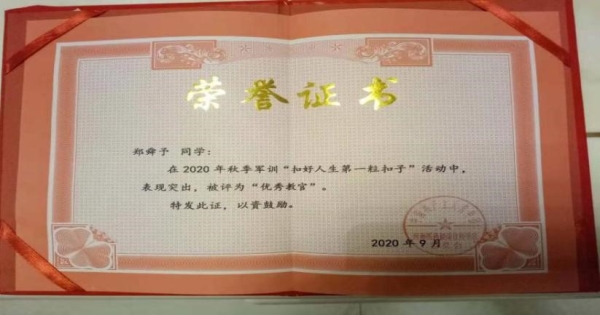 荣誉证书
郑舜予 同学:
在2020年秋季军训“扣好人生第一粒扣子”活动中,
表现突出,被评为“优秀教官”。
特发此证,以资鼓励。
2020年9月